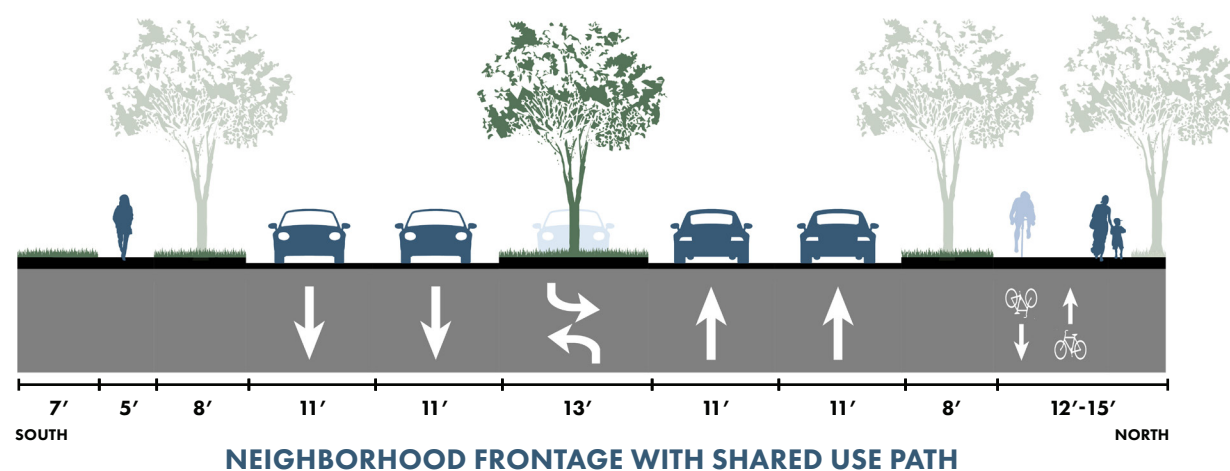 7′ 5′ 8′ 11′ 11′ 13′ 11′ 11′ 8′ 12′-15′
SOUTH NORTH
NEIGHBORHOOD FRONTAGE WITH SHARED USE PATH